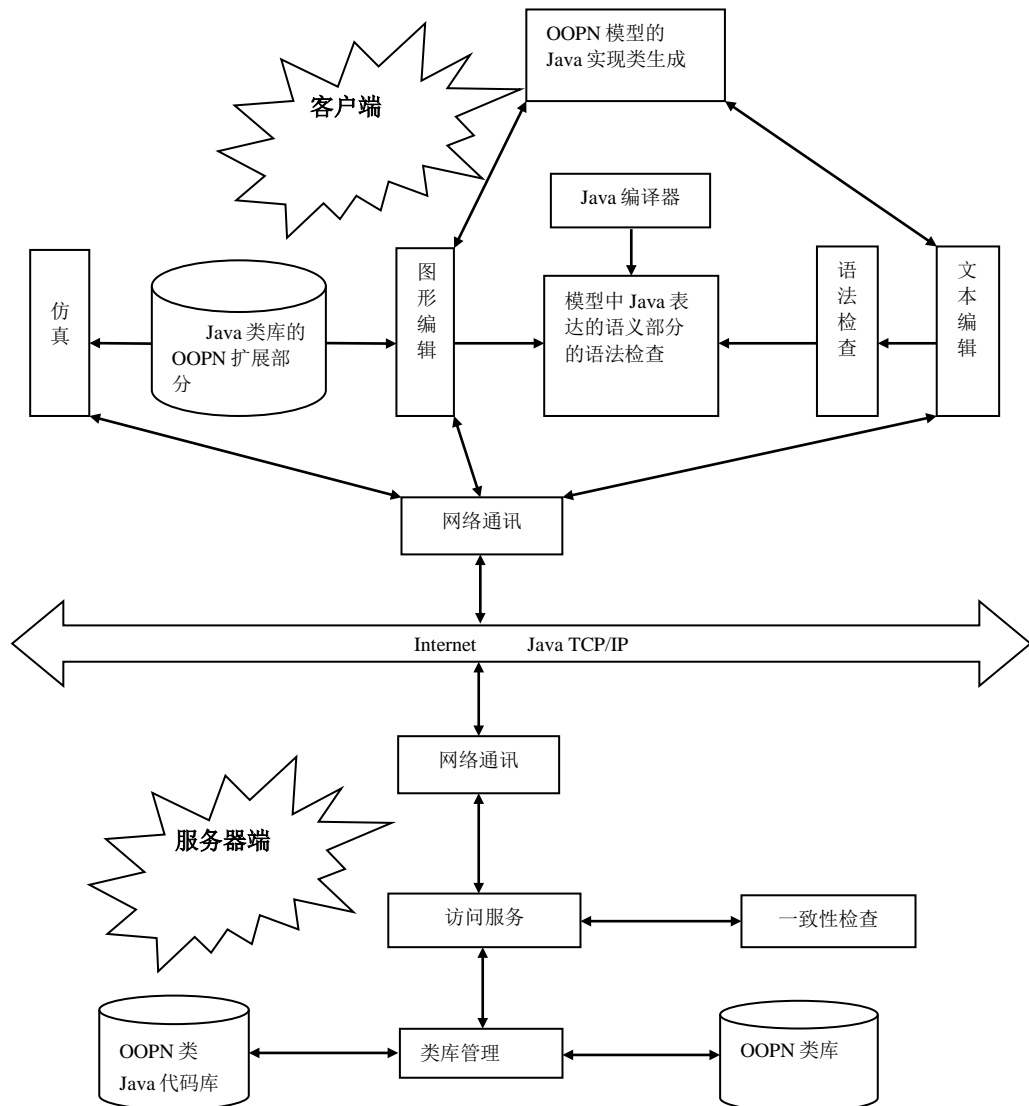 OOPN 模型的
Java 实现类生成
客户端
Java 编译器
仿真
Java 类库的
OOPN 扩展部
分
图形编辑
模型中 Java 表
达的语义部分
的语法检查
语法检查
文本编辑
网络通讯
Internet Java TCP/IP
网络通讯
服务器端
访问服务
一致性检查
OOPN 类
Java 代码库
类库管理
OOPN 类库